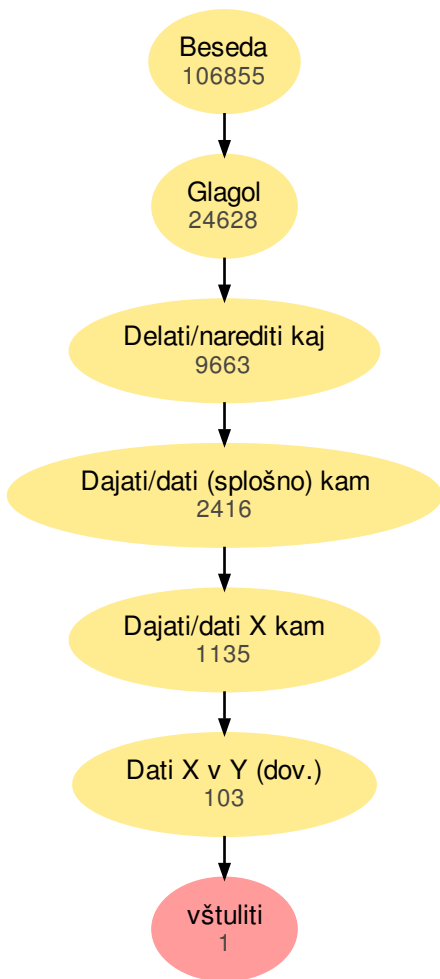 Beseda
106855
Glagol
24628
Delati/narediti kaj
9663
Dajati/dati (splošno) kam
2416
Dajati/dati X kam
1135
Dati X v Y (dov.)
103
vštuliti
1